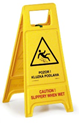 POZOR !
KLUZKÁ PODLAHA
CAUTION !
SLIPPERY WHEN WET